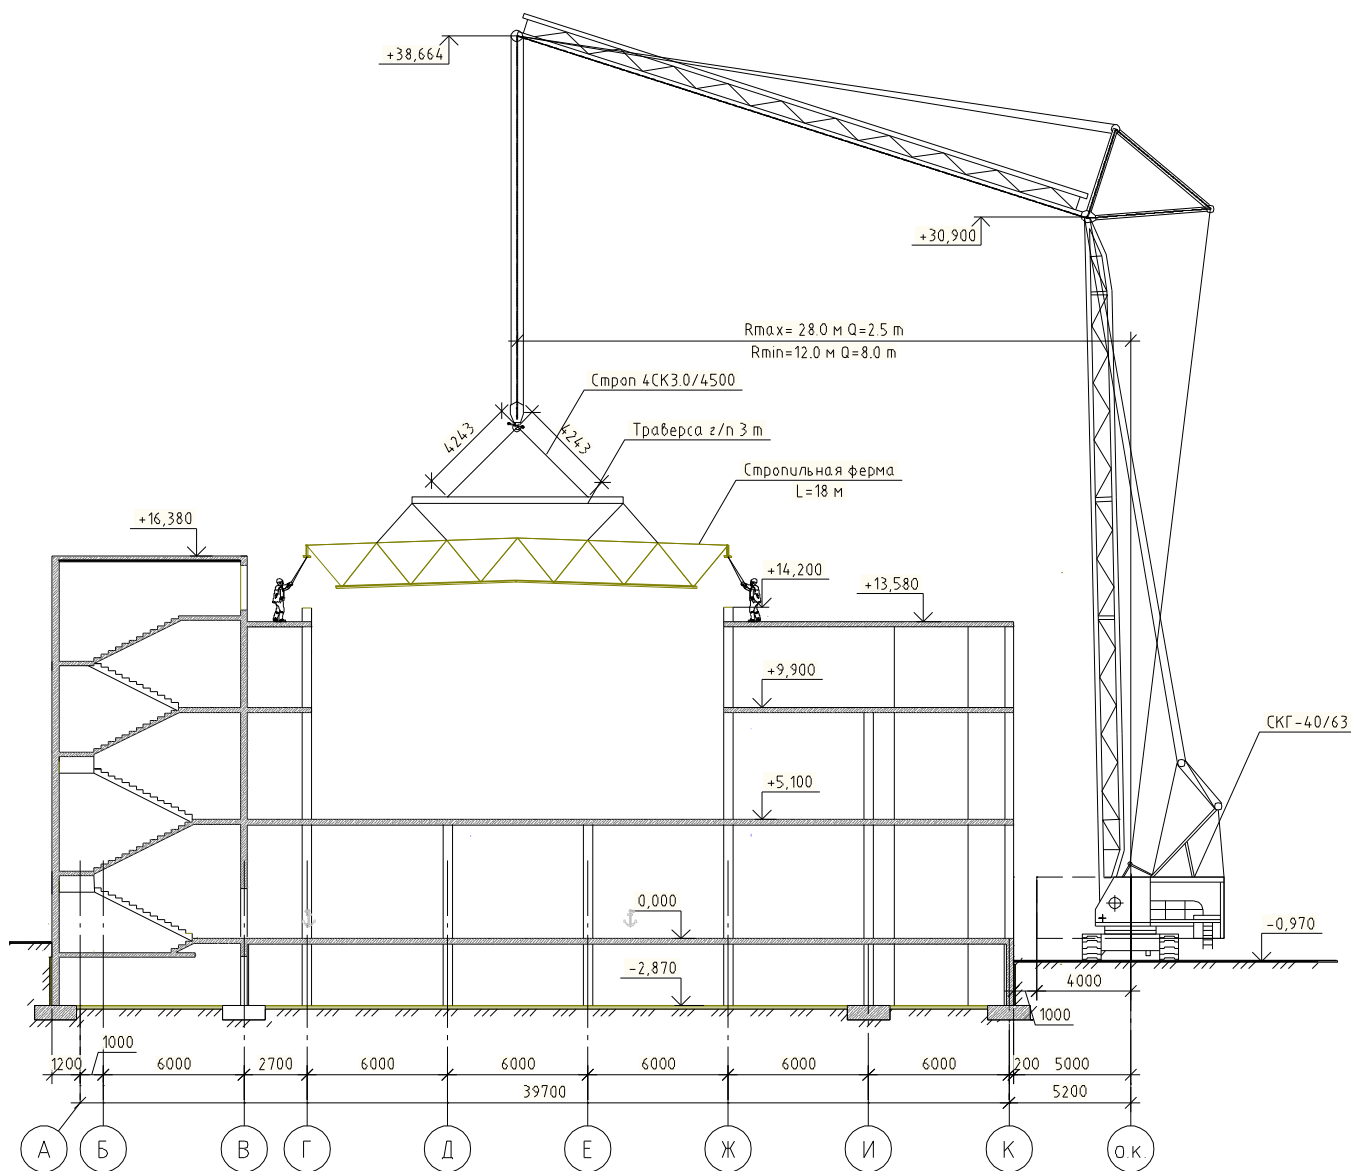 +38,664
+30,900
Rmax= 28.0 м Q=2.5 т
Rmin=12.0 м Q=8.0 т
Строп 4СК3.0/4500
4243
4243
Траверса г/п 3 т
Стропильная ферма
L=18 м
+16,380
+14,200
+13,580
+9,900
СКГ-40/63
+5,100
0,000
-0,970
-2,870
4000
1000
1000
1200
6000
2700
6000
6000
6000
6000
6000
200
5000
39700
5200
А
Б
В
Г
Д
Е
Ж
И
К
о.к.